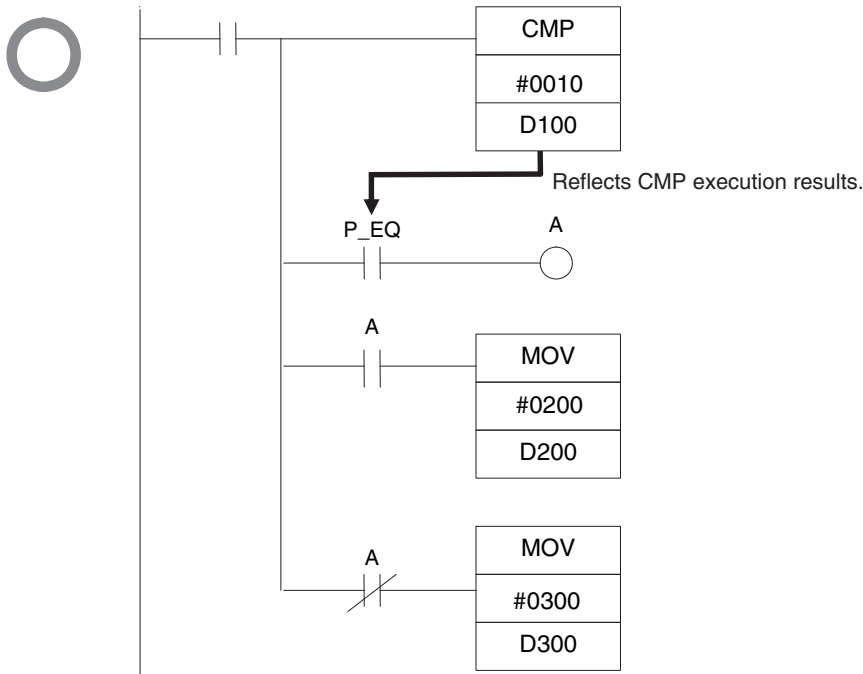 CMP
#0010
D100
Reflects CMP execution results.
P_EQ
A
A
MOV
#0200
D200
A
MOV
#0300
D300